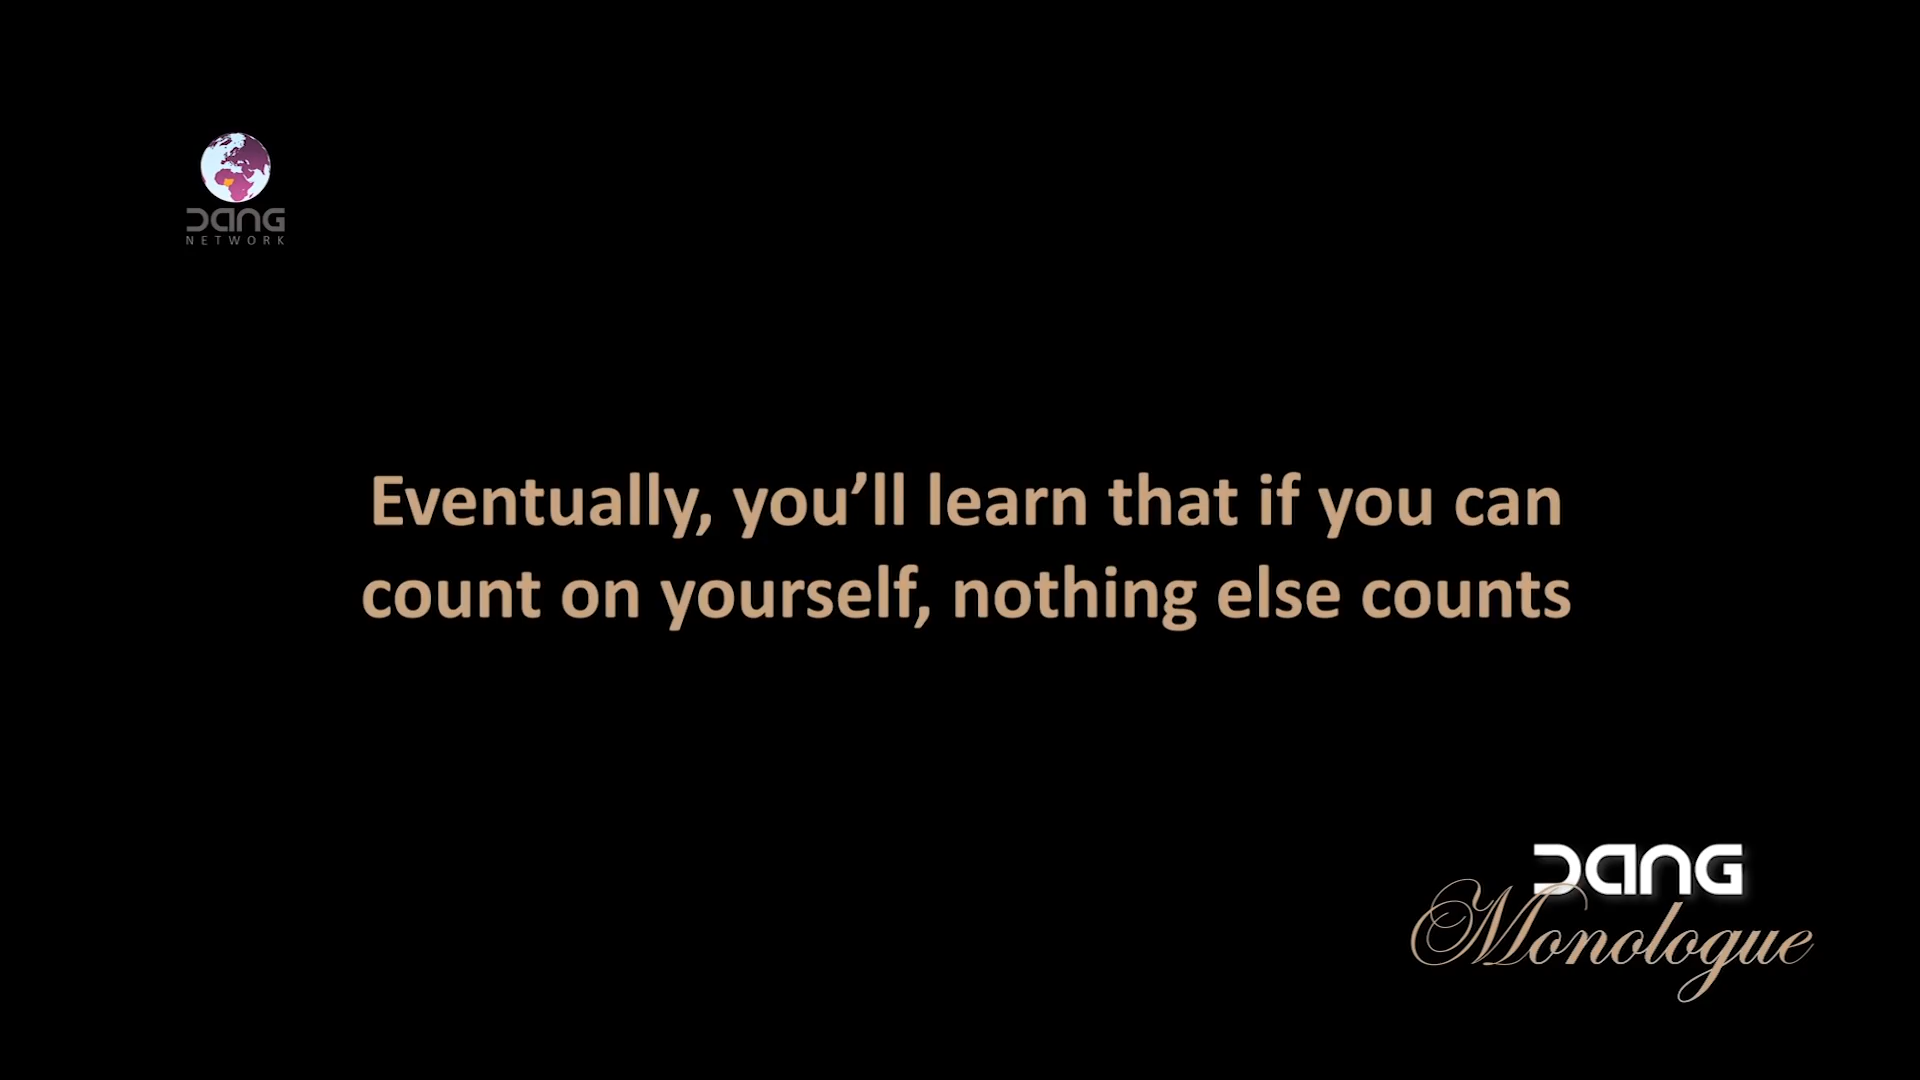 DANG
NETWORK
Eventually, you’ll learn that if you can
count on yourself, nothing else counts
DANG
Monologue